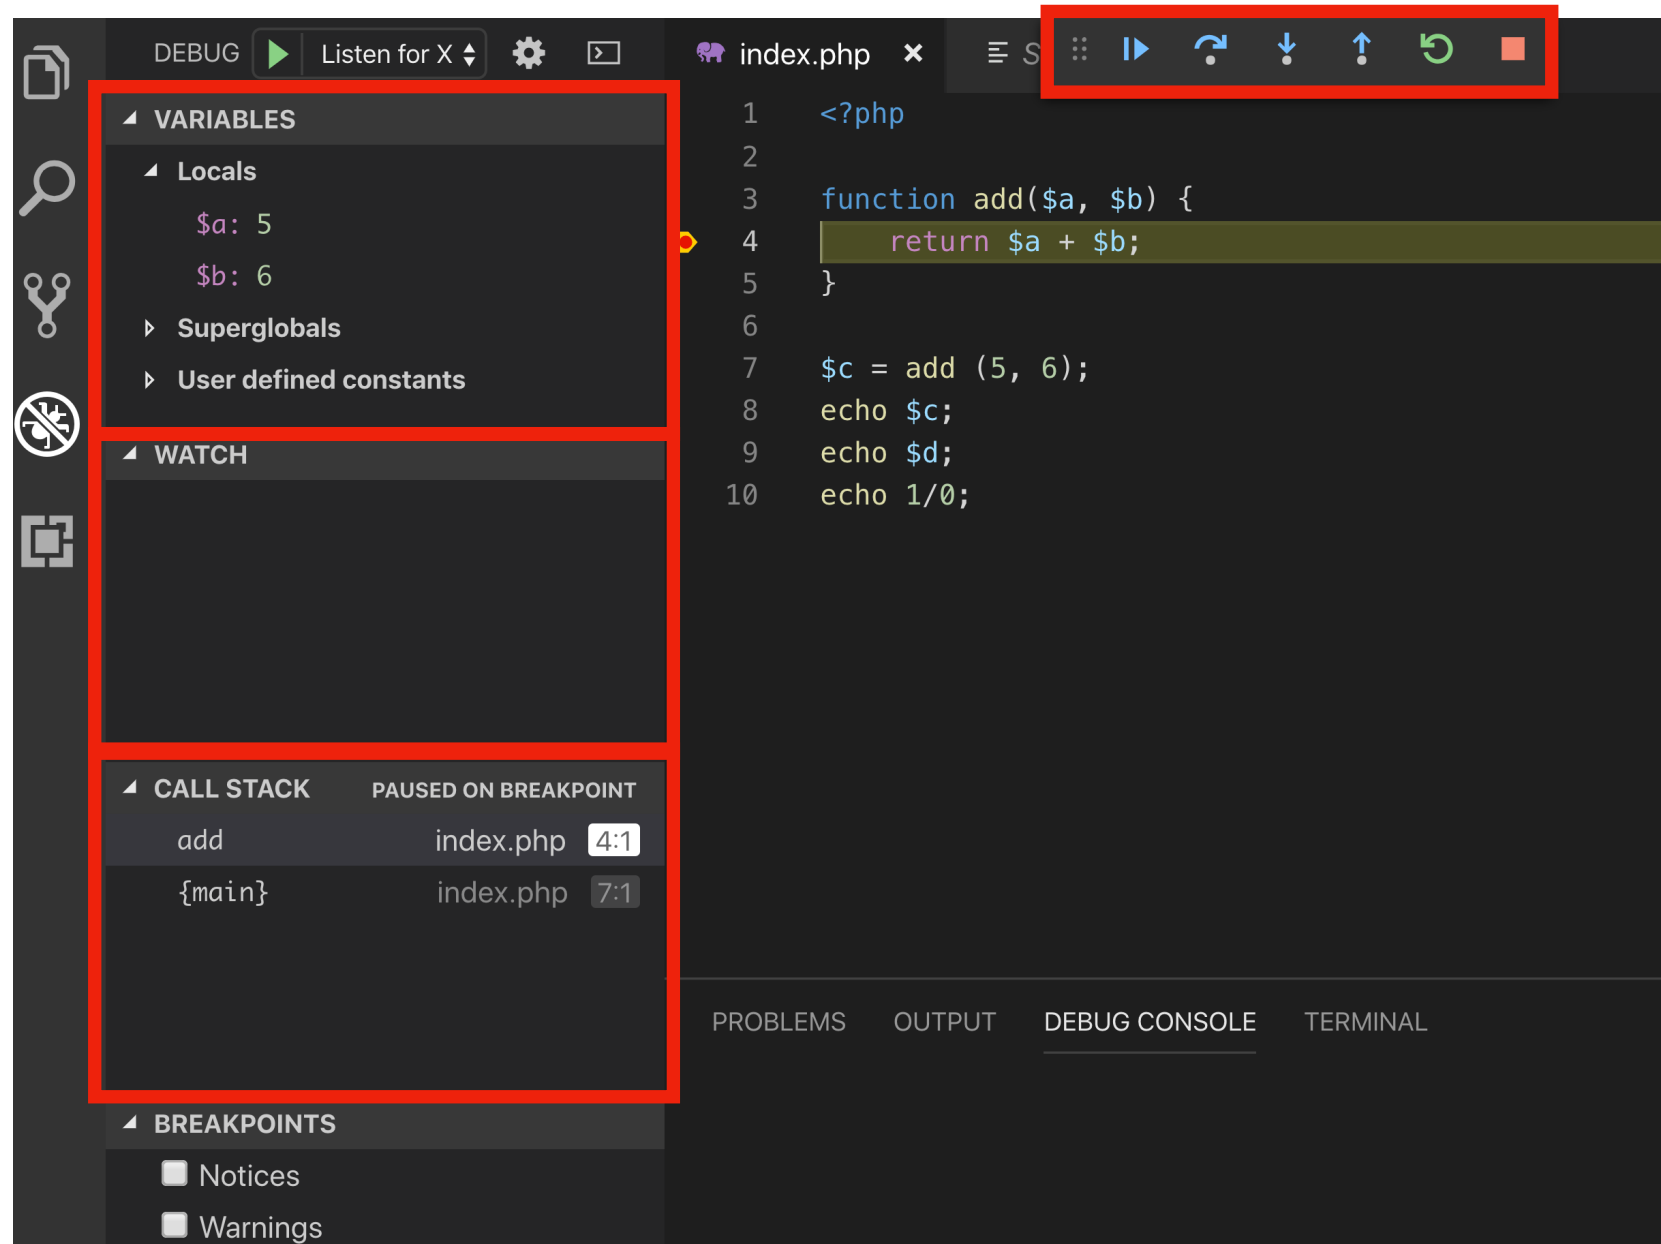 DEBUG Listen for X
VARIABLES
Locals
$a: 5
$b: 6
Superglobals
User defined constants
WATCH
CALL STACK PAUSED ON BREAKPOINT
add index.php 4:1
{main} index.php 7:1
BREAKPOINTS
Notices
Warnings
index.php
S
1 <?php
2
3 function add($a, $b) {
4 return $a + $b;
5 }
6
7 $c = add (5, 6);
8 echo $c;
9 echo $d;
10 echo 1/0;
PROBLEMS OUTPUT DEBUG CONSOLE TERMINAL